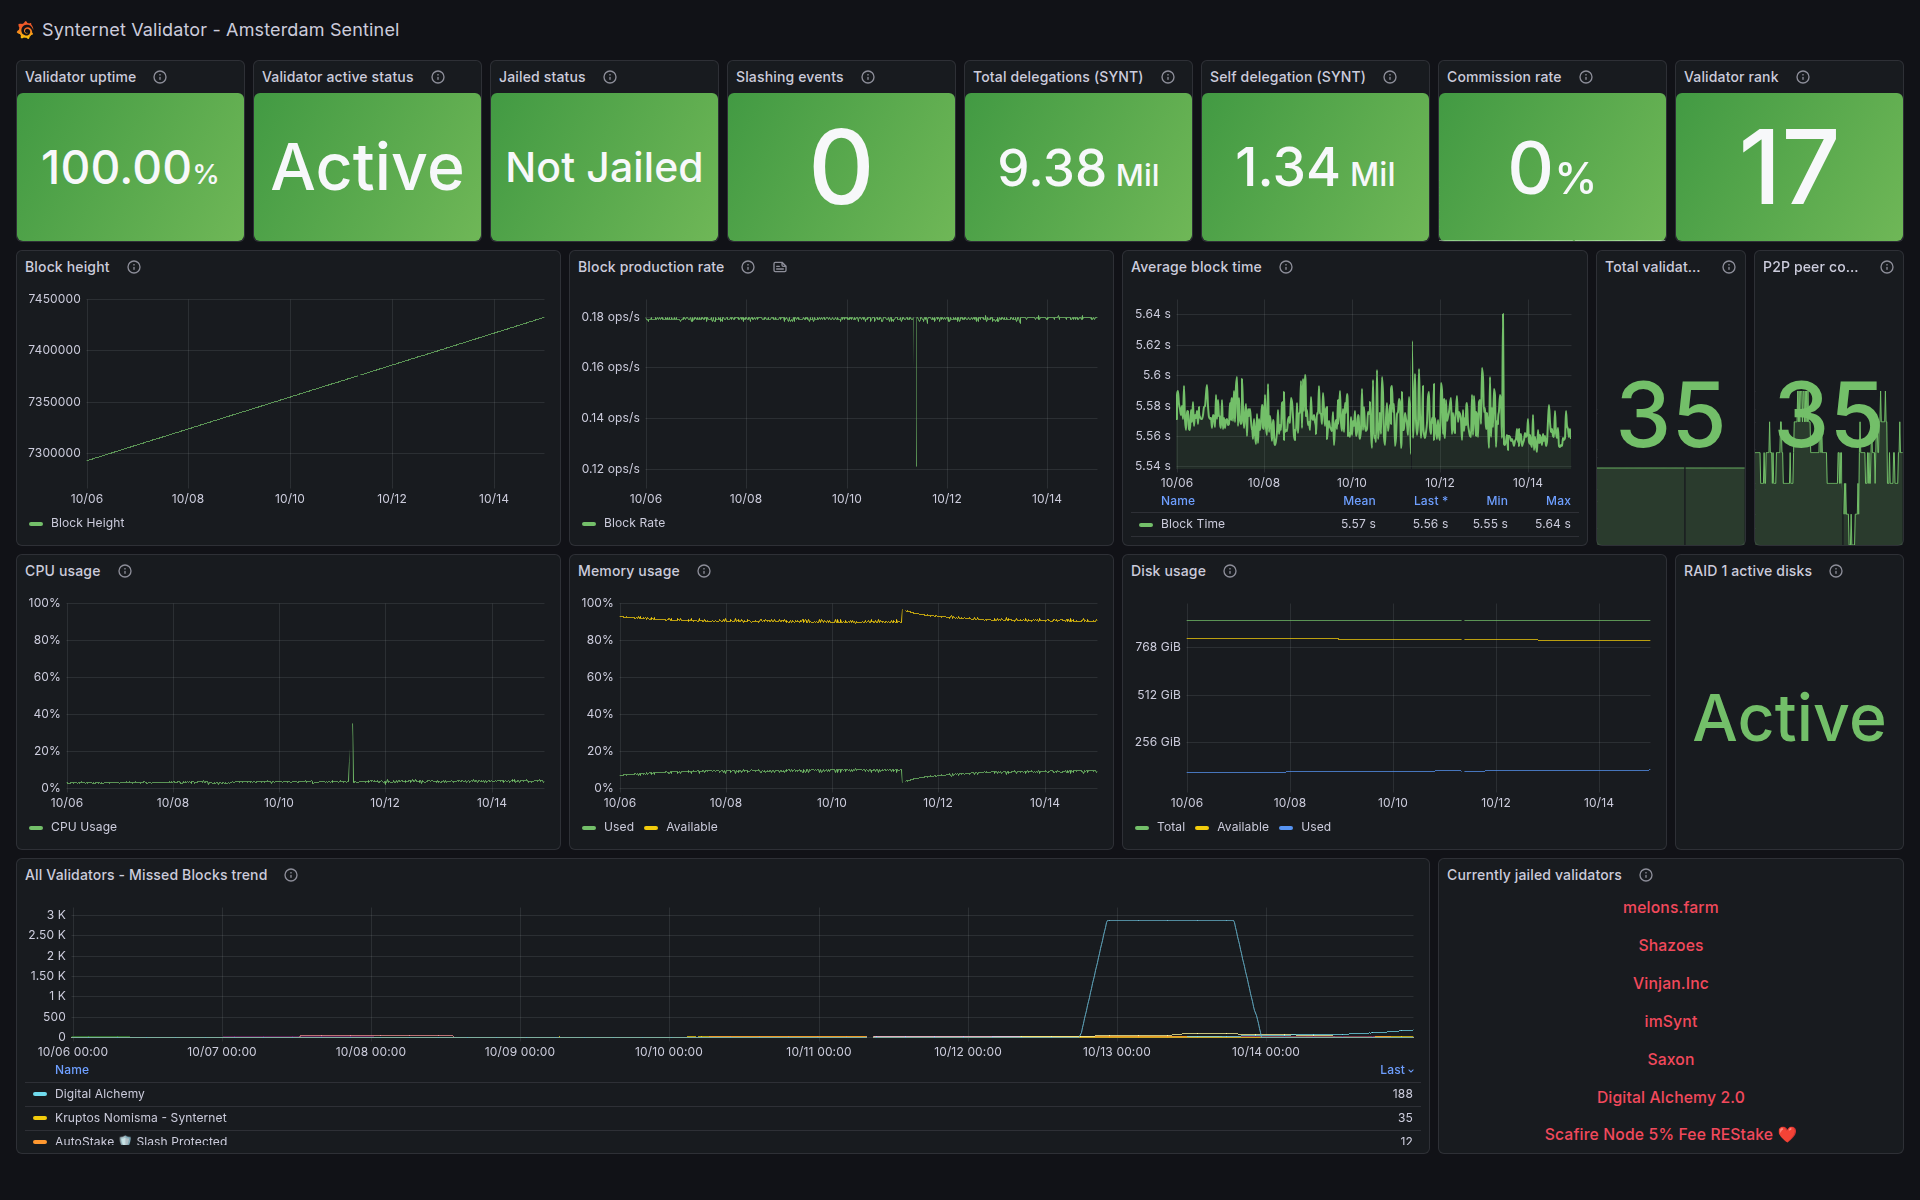 Synternet Validator - Amsterdam Sentinel
Validator uptime
100.00%
Validator active status
Active
Jailed status
Not Jailed
Slashing events
0
Total delegations (SYNT)
9.38 Mil
Self delegation (SYNT)
1.34 Mil
Commission rate
0%
Validator rank
17
Block height
7450000
7400000
7350000
7300000
10/06 10/08 10/10 10/12 10/14
Block Height
Block production rate
0.18 ops/s
0.16 ops/s
0.14 ops/s
0.12 ops/s
10/06 10/08 10/10 10/12 10/14
Block Rate
Average block time
5.64 s
5.62 s
5.6 s
5.58 s
5.56 s
5.54 s
10/06 10/08 10/10 10/12 10/14
Name Mean Last * Min Max
Block Time 5.57 s 5.56 s 5.55 s 5.64 s
Total validat...
35
P2P peer co...
35
CPU usage
100%
80%
60%
40%
20%
0%
10/06 10/08 10/10 10/12 10/14
CPU Usage
Memory usage
100%
80%
60%
40%
20%
0%
10/06 10/08 10/10 10/12 10/14
Used Available
Disk usage
768 GiB
512 GiB
256 GiB
10/06 10/08 10/10 10/12 10/14
Total Available Used
RAID 1 active disks
Active
All Validators - Missed Blocks trend
3 K
2.50 K
2 K
1.50 K
1 K
500
0
10/06 00:00 10/07 00:00 10/08 00:00 10/09 00:00 10/10 00:00 10/11 00:00 10/12 00:00 10/13 00:00 10/14 00:00
Name Last
Digital Alchemy 188
Kruptos Nomisma - Synternet 35
AutoStake 🛡️ Slash Protected 12
Currently jailed validators
melons.farm
Shazoes
Vinjan.Inc
imSynt
Saxon
Digital Alchemy 2.0
Scafire Node 5% Fee REStake ❤️